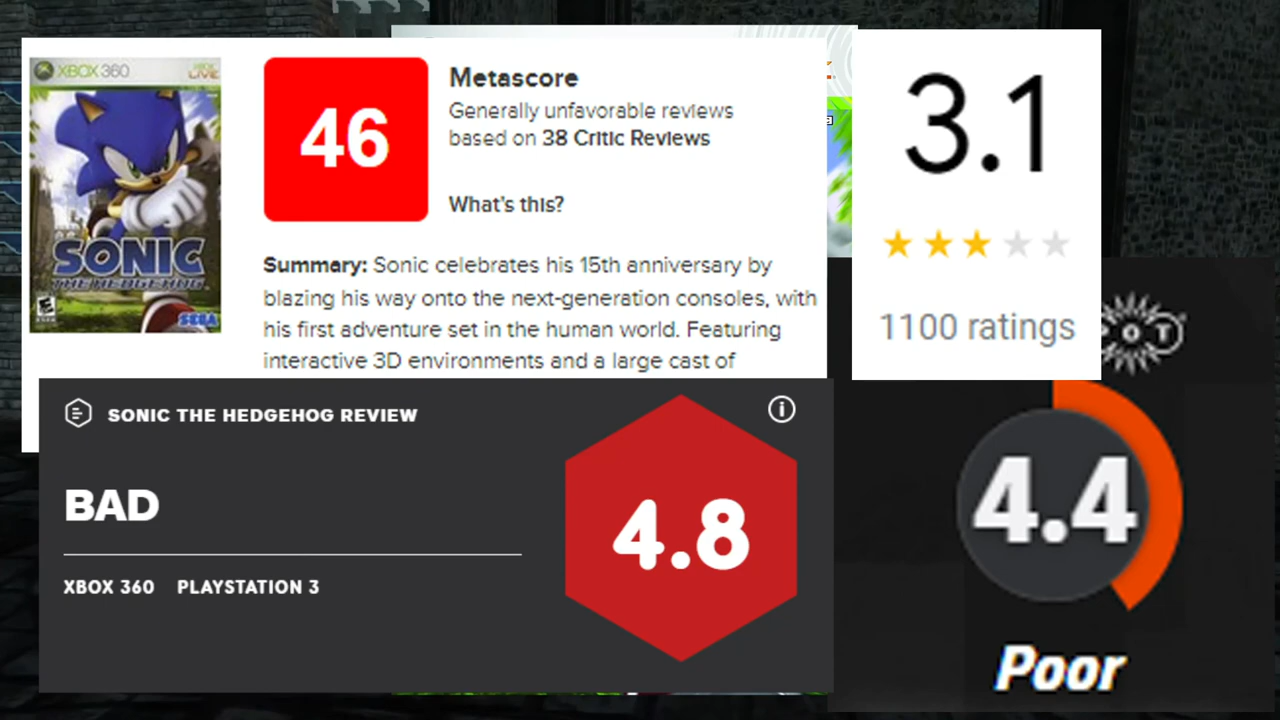 XBOX 360
XBOX
LIVE
SONIC
THE HEDGEHOG
E
SEGA
46
Metascore
Generally unfavorable reviews
based on 38 Critic Reviews
What's this?
Summary: Sonic celebrates his 15th anniversary by
blazing his way onto the next-generation consoles, with
his first adventure set in the human world. Featuring
interactive 3D environments and a large cast of
3.1
1100 ratings
SONIC THE HEDGEHOG REVIEW
BAD
XBOX 360 PLAYSTATION 3
4.8
POT
4.4
Poor